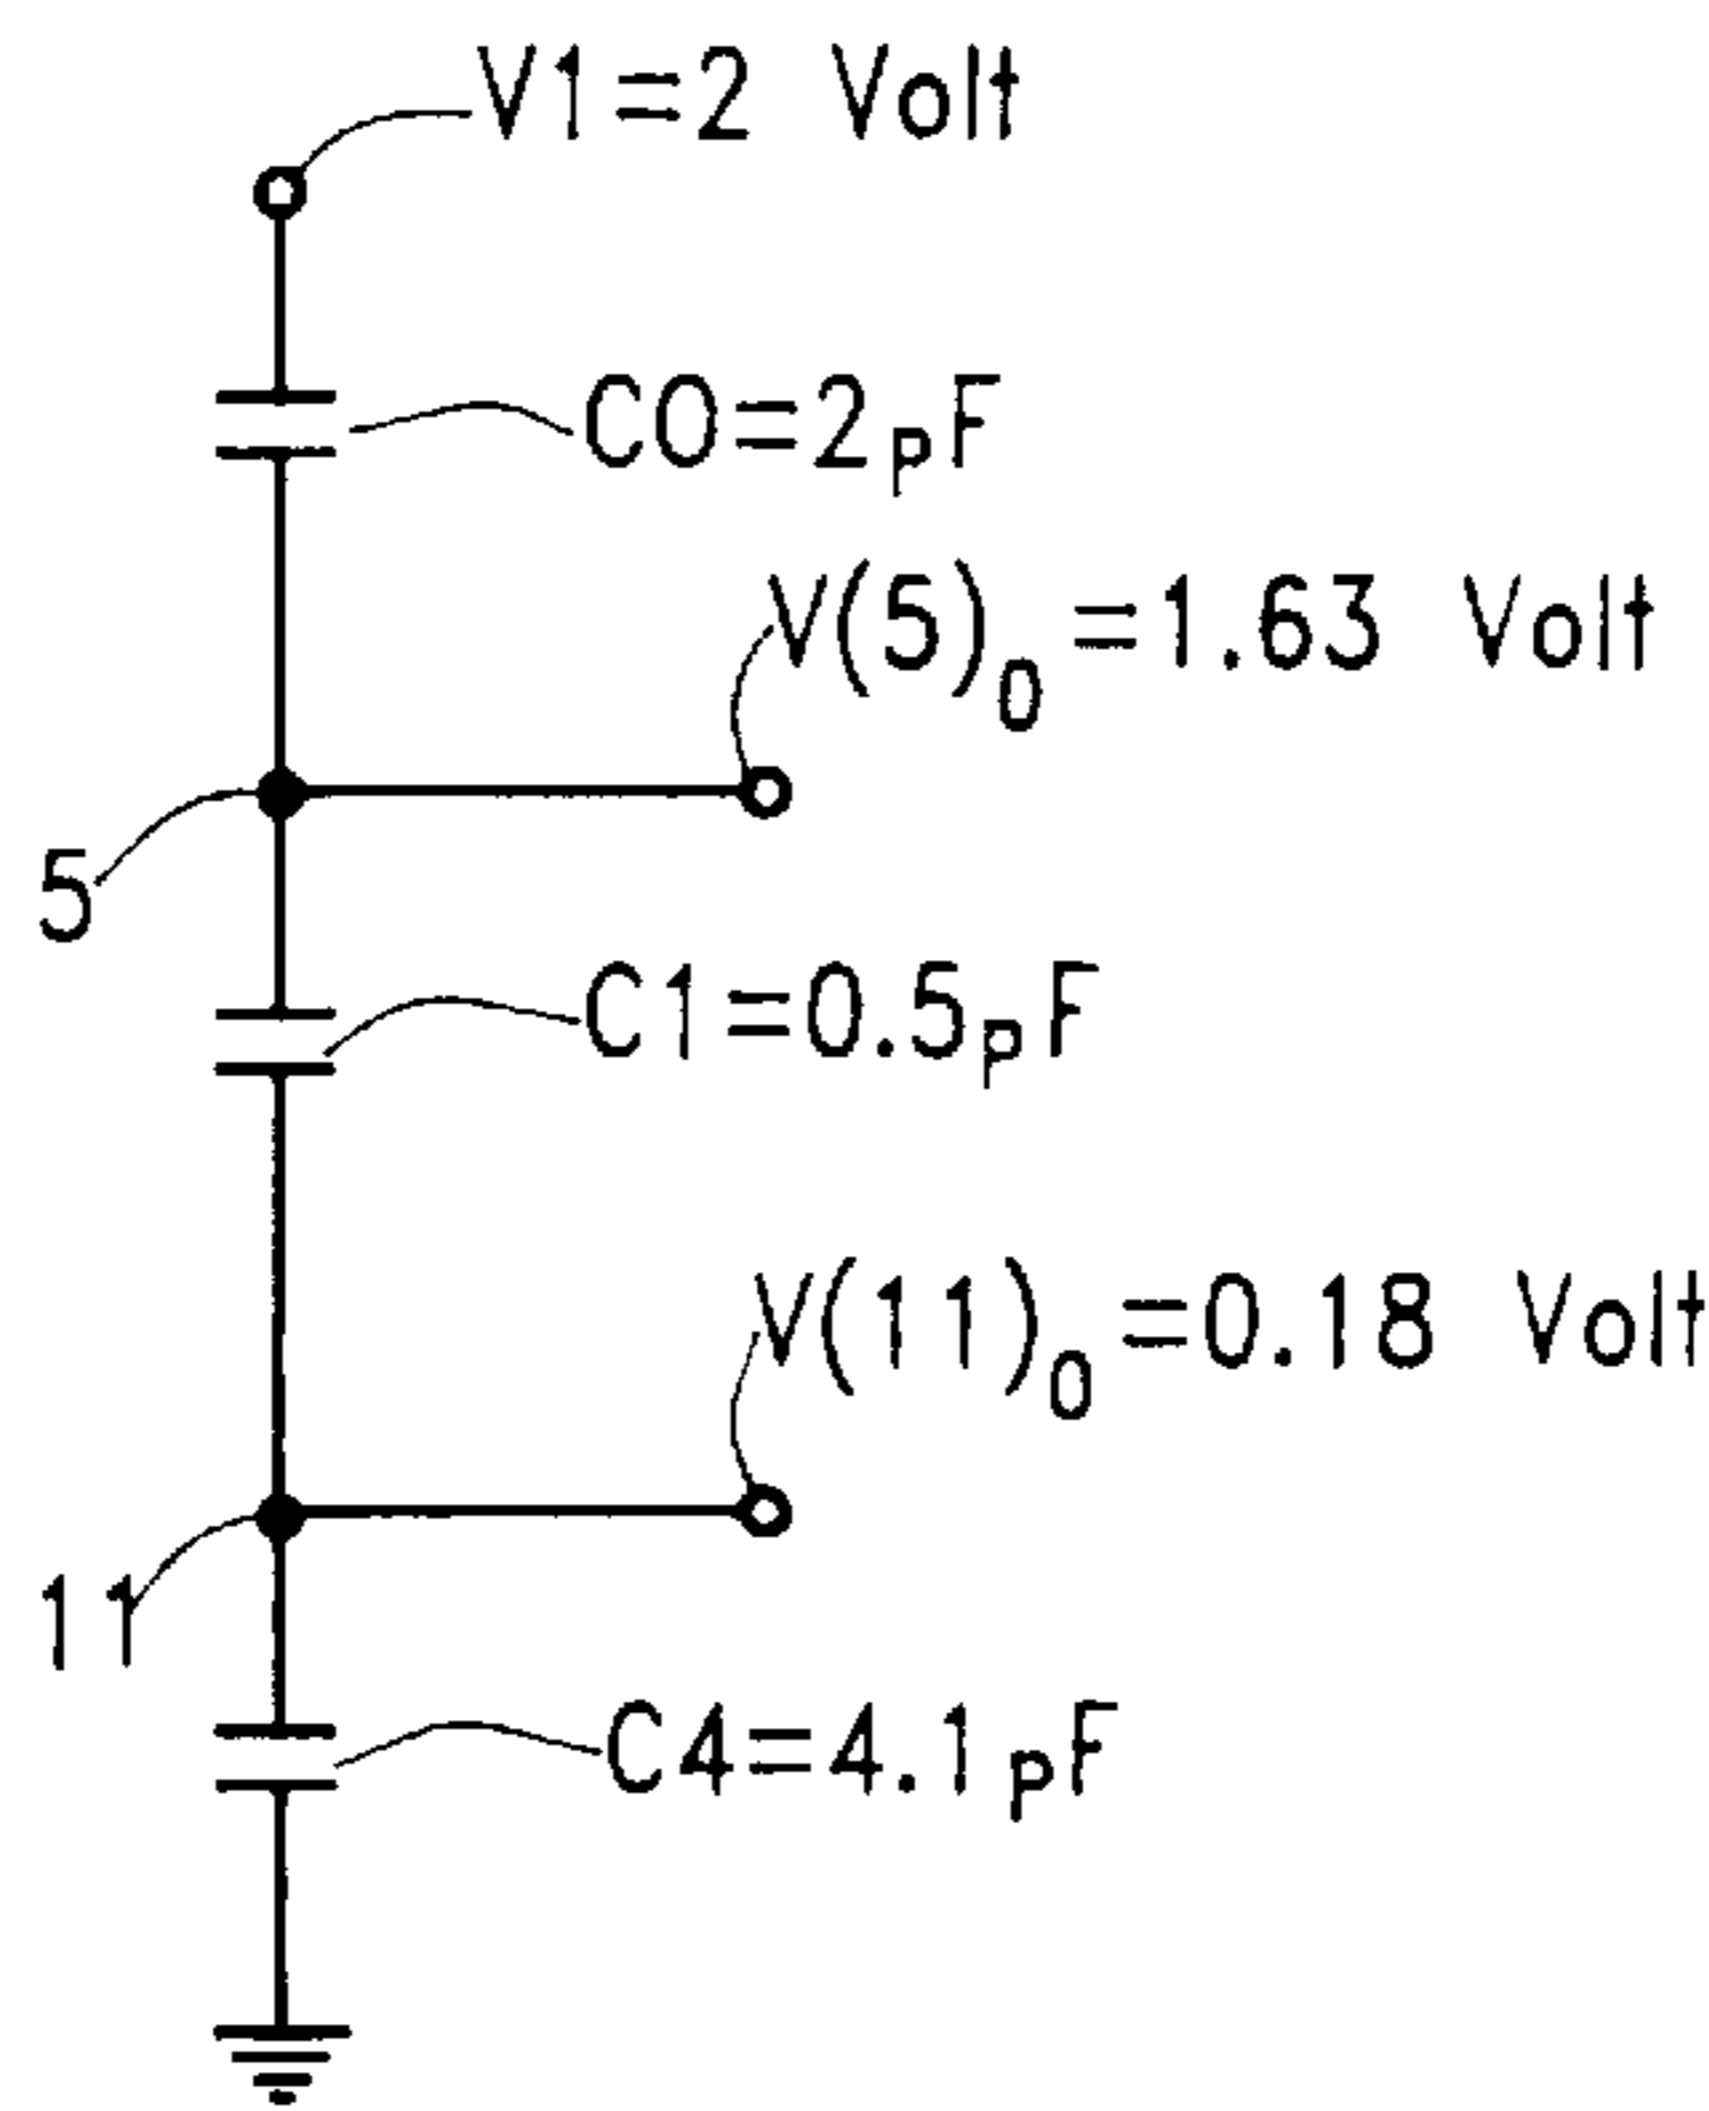 V1=2 Volt
C0=2pF
V(5)0=1.63 Volt
5
C1=0.5pF
V(11)0=0.18 Volt
11
C4=4.1pF